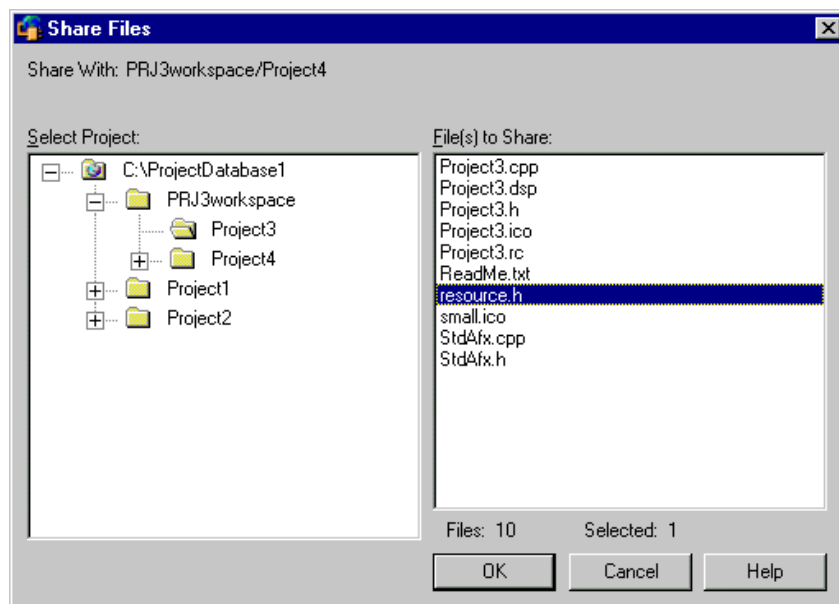 Share Files
Share With: PRJ3workspace/Project4
Select Project:
C:\ProjectDatabase1
PRJ3workspace
Project3
Project4
Project1
Project2
File(s) to Share:
Project3.cpp
Project3.dsp
Project3.h
Project3.ico
Project3.rc
ReadMe.txt
resource.h
small.ico
StdAfx.cpp
StdAfx.h
Files: 10 Selected: 1
OK Cancel Help